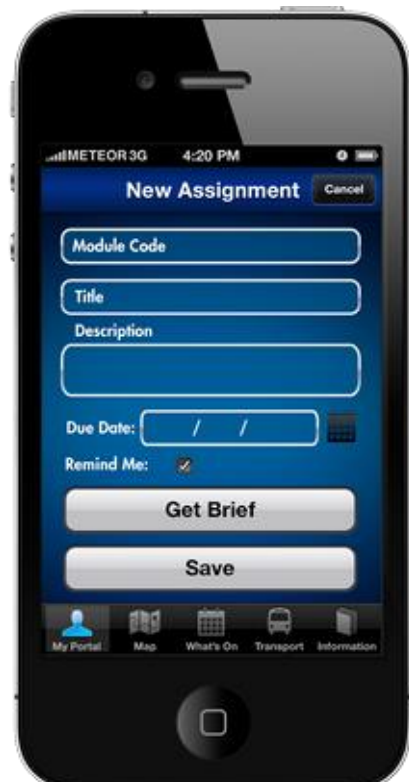 METEOR 3G 4:20 PM
New Assignment Cancel
Module Code
Title
Description
Due Date: / /
Remind Me:
Get Brief
Save
My Portal Map What's On Transport Information